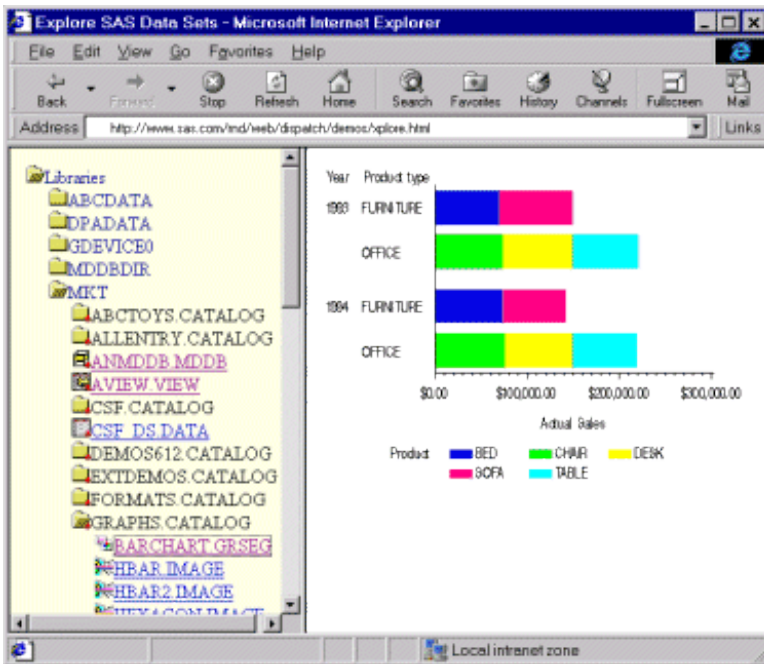 Explore SAS Data Sets - Microsoft Internet Explorer
File Edit View Go Favorites Help
Back Forward Stop Refresh Home Search Favorites History Channels Fullscreen Mail
Address http://www.sas.com/rnd/web/dispatch/demos/xplore.html Links
Libraries
ABCDATA
DPADATA
GDEVICE0
MDDBDIR
MKT
ABCTOYS.CATALOG
ALLENTRY.CATALOG
ANMDDB.MDDB
AVIEW.VIEW
CSF.CATALOG
CSF_DS.DATA
DEMOS612.CATALOG
EXTDEMOS.CATALOG
FORMATS.CATALOG
GRAPHS.CATALOG
BARCHART.GRSEG
HBAR.IMAGE
HBAR2.IMAGE
HEXAGON.IMAGE
Year Product type
1993 FURNITURE
OFFICE
1994 FURNITURE
OFFICE
$0.00 $100,000.00 $200,000.00 $300,000.00
Actual Sales
Product BED CHAIR DESK
SOFA TABLE
Local intranet zone